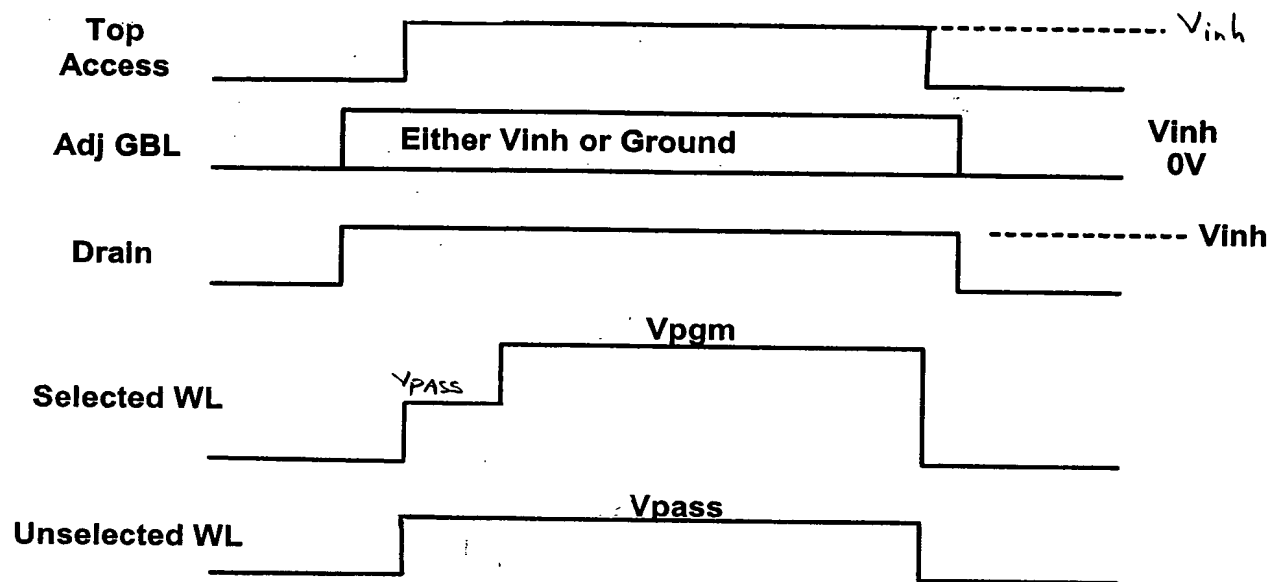 Top
Access
Vinh
Adj GBL
Either Vinh or Ground
Vinh
0V
Drain
Vinh
Vpgm
Selected WL
VPASS
Vpass
Unselected WL